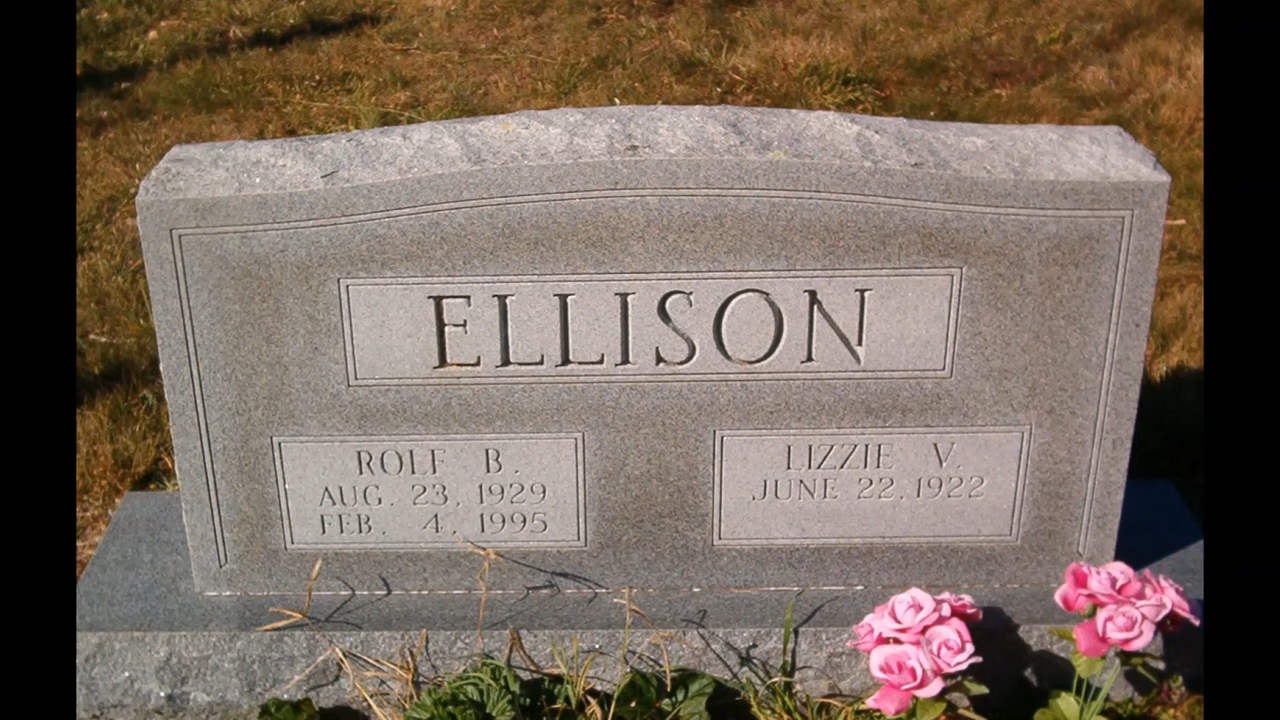 ELLISON
ROLF B.
AUG. 23, 1929
FEB. 4, 1995
LIZZIE V.
JUNE 22, 1922